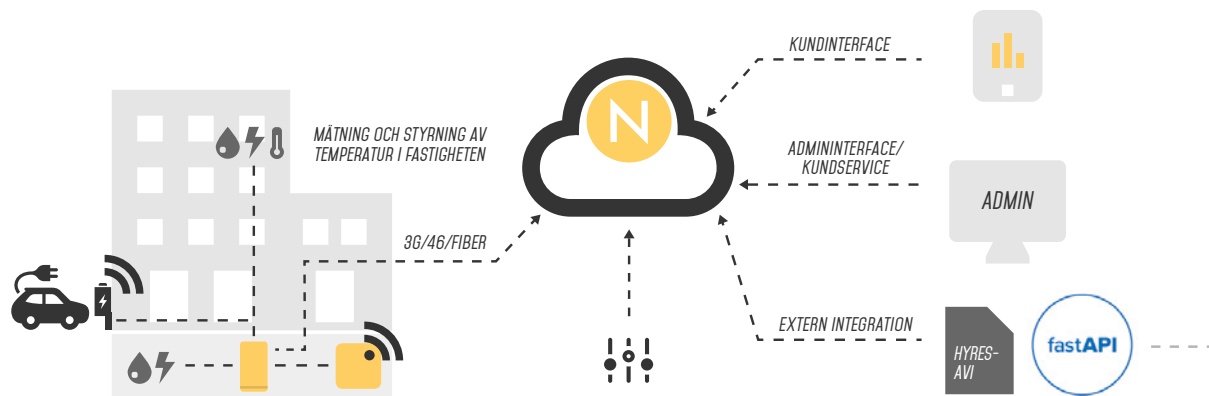 KUNDINTERFACE
MÄTNING OCH STYRNING AV
TEMPERATUR I FASTIGHETEN
N
ADMININTERFACE/
KUNDSERVICE
ADMIN
3G/4G/FIBER
EXTERN INTEGRATION
HYRES-
AVI
fastAPI